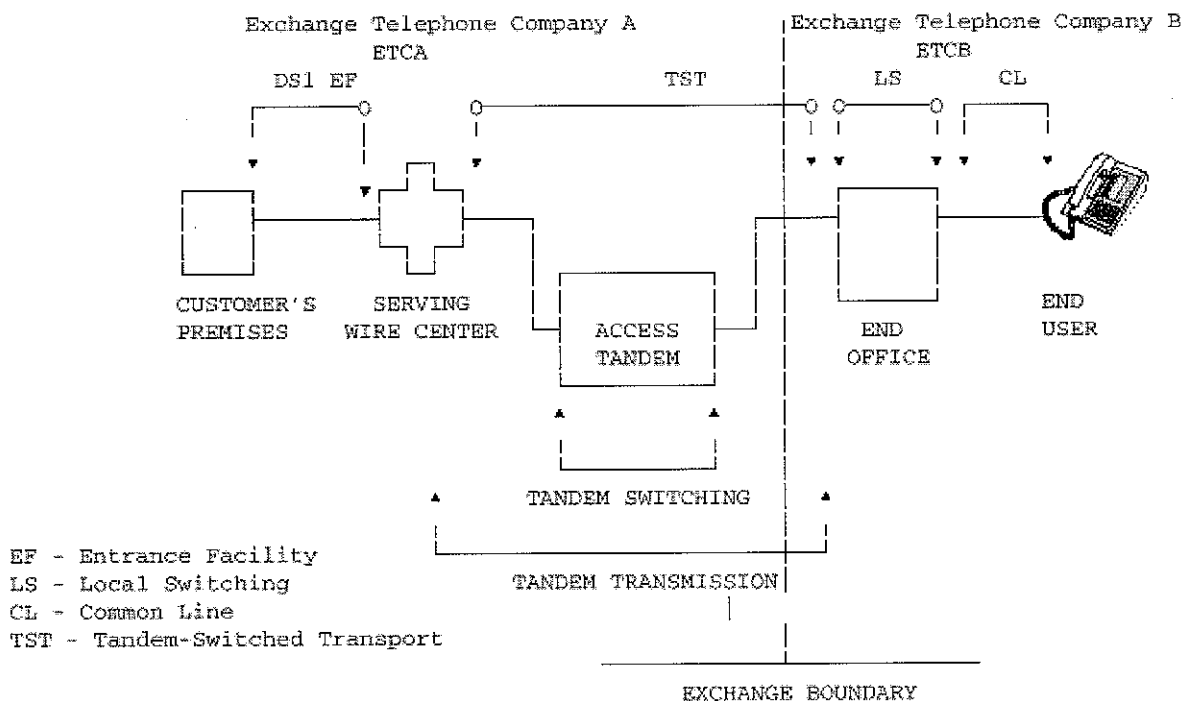 Exchange Telephone Company A
ETCA
Exchange Telephone Company B
ETCB
DS1 EF
TST
LS
CL
CUSTOMER'S
PREMISES
SERVING
WIRE CENTER
ACCESS
TANDEM
END
OFFICE
END
USER
TANDEM SWITCHING
TANDEM TRANSMISSION
EF - Entrance Facility
LS - Local Switching
CL - Common Line
TST - Tandem-Switched Transport
EXCHANGE BOUNDARY